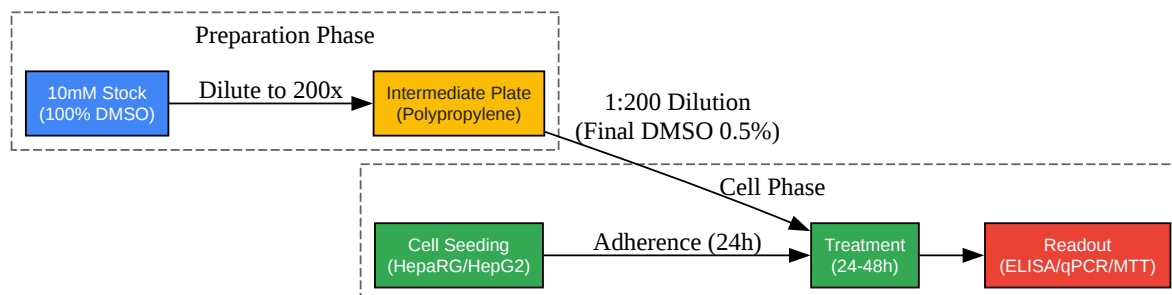 Preparation Phase
10mM Stock
(100% DMSO)
Dilute to 200x
Intermediate Plate
(Polypropylene)
1:200 Dilution
(Final DMSO 0.5%)
Cell Phase
Cell Seeding
(HepaRG/HepG2)
Adherence (24h)
Treatment
(24-48h)
Readout
(ELISA/qPCR/MTT)